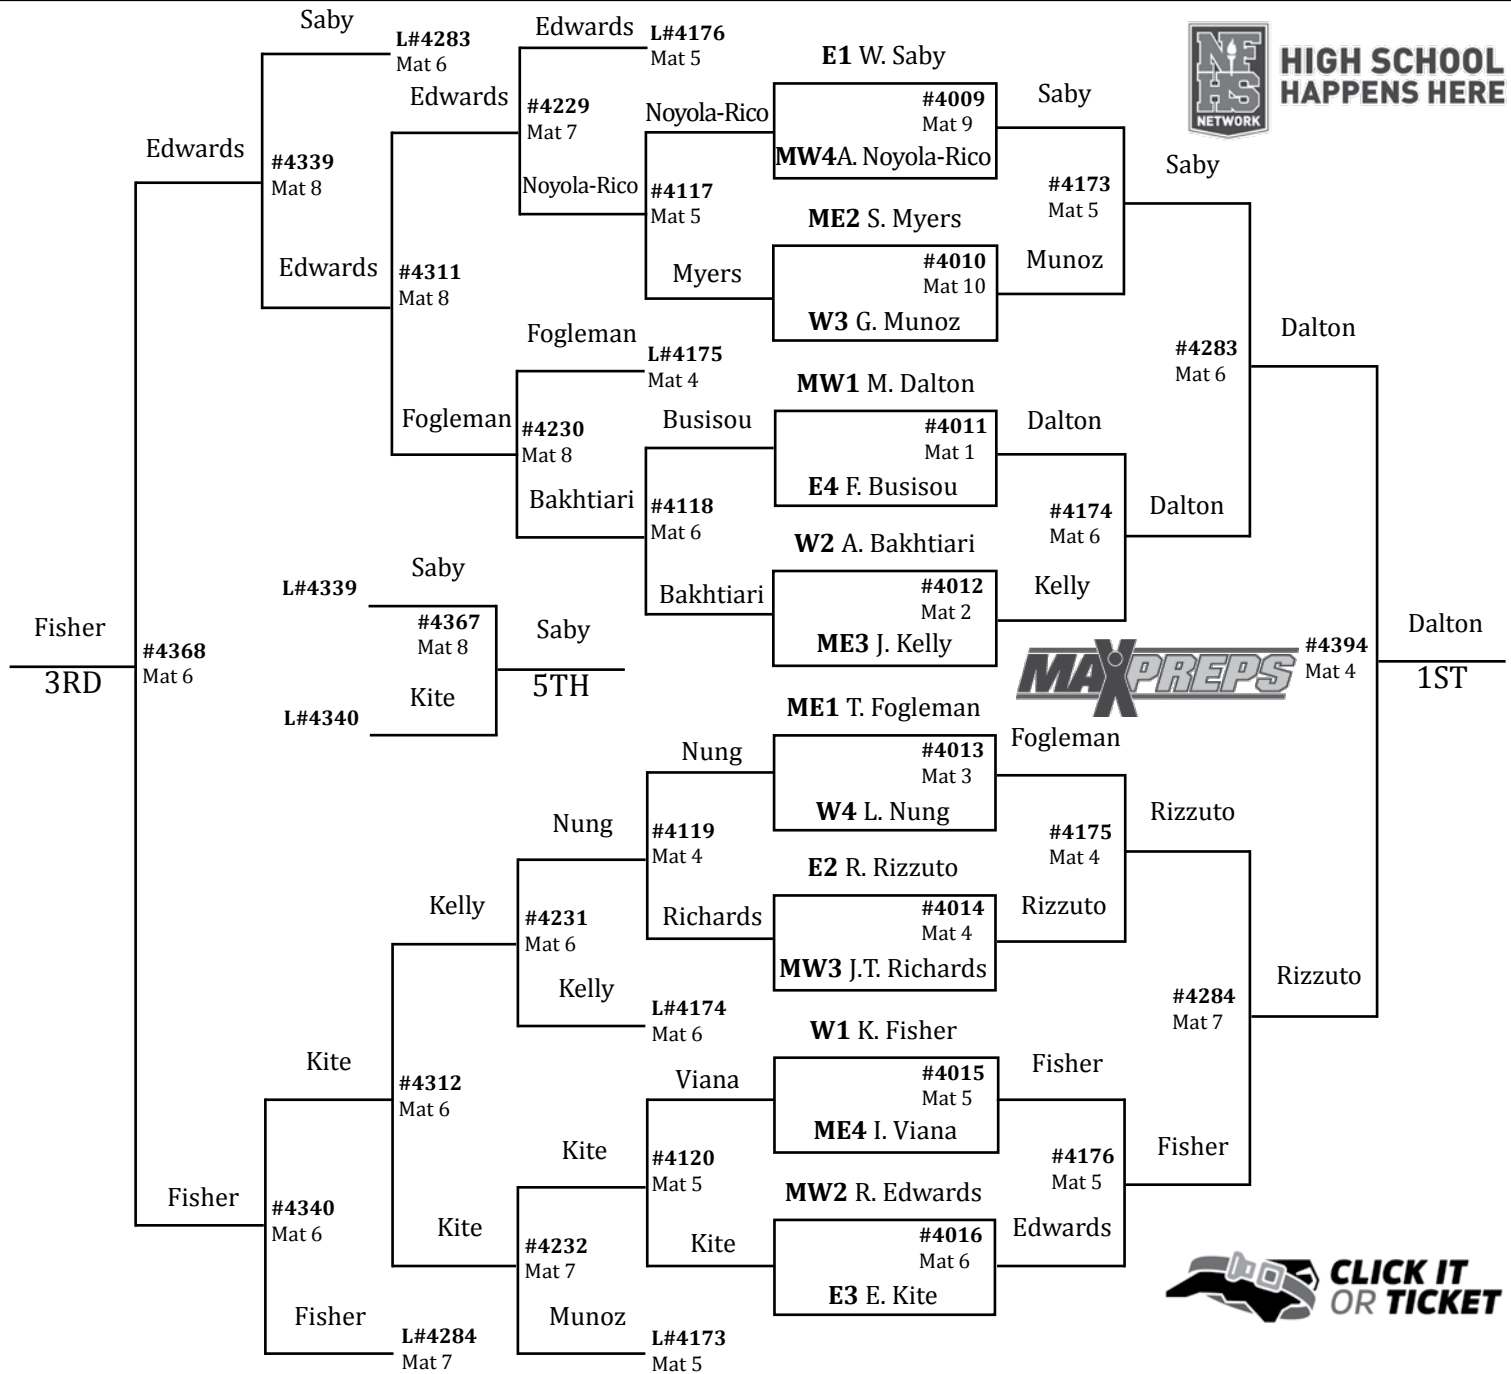 Saby
L#4283
Mat 6
Edwards
L#4176
Mat 5
E1 W. Saby
NF
HS
NETWORK
HIGH SCHOOL
HAPPENS HERE
Edwards
#4229
Mat 7
Noyola-Rico
#4009
Mat 9
Saby
Edwards
#4339
Mat 8
MW4A. Noyola-Rico
Saby
Noyola-Rico
#4117
Mat 5
#4173
Mat 5
ME2 S. Myers
Edwards
#4311
Mat 8
Myers
#4010
Mat 10
Munoz
W3 G. Munoz
Fogleman
L#4175
Mat 4
#4283
Mat 6
Dalton
MW1 M. Dalton
Fogleman
#4230
Mat 8
Busisou
#4011
Mat 1
Dalton
E4 F. Busisou
Bakhtiari
#4118
Mat 6
#4174
Mat 6
Dalton
W2 A. Bakhtiari
Saby
L#4339
Bakhtiari
#4012
Mat 2
Kelly
Fisher
#4368
Mat 6
3RD
#4367
Mat 8
Saby
5TH
ME3 J. Kelly
MAXPREPS
#4394
Mat 4
Dalton
1ST
Kite
L#4340
ME1 T. Fogleman
Fogleman
Nung
#4013
Mat 3
W4 L. Nung
Nung
#4119
Mat 4
#4175
Mat 4
Rizzuto
E2 R. Rizzuto
Kelly
#4231
Mat 6
Richards
#4014
Mat 4
Rizzuto
MW3 J.T. Richards
Kelly
L#4174
Mat 6
#4284
Mat 7
Rizzuto
W1 K. Fisher
Kite
#4312
Mat 6
Viana
#4015
Mat 5
Fisher
ME4 I. Viana
Kite
#4120
Mat 5
#4176
Mat 5
Fisher
MW2 R. Edwards
Fisher
#4340
Mat 6
Kite
#4232
Mat 7
Kite
#4016
Mat 6
Edwards
E3 E. Kite
Fisher
L#4284
Mat 7
Munoz
L#4173
Mat 5
CLICK IT
OR TICKET